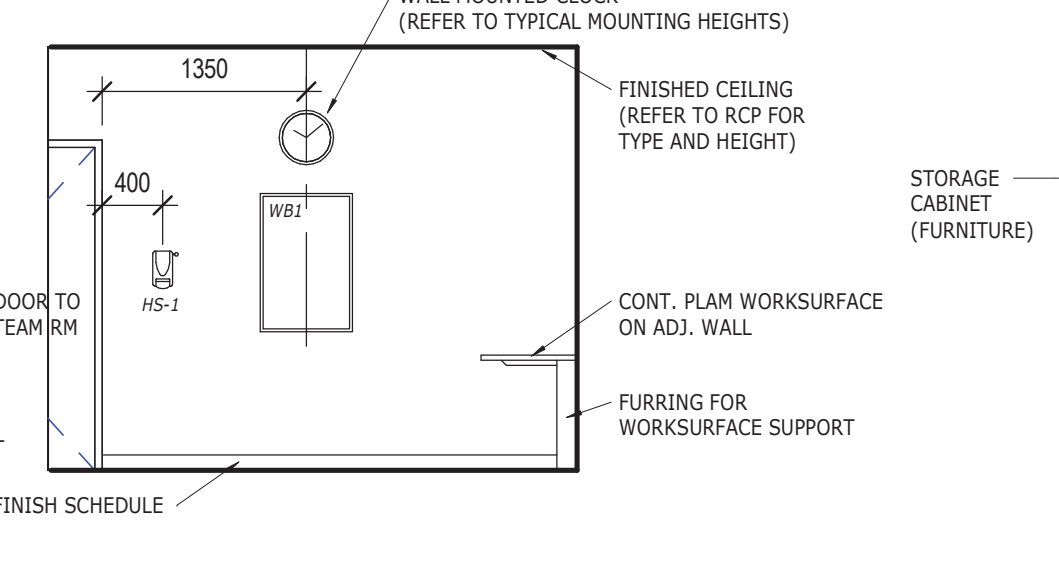 WALL MOUNTED CLOCK
(REFER TO TYPICAL MOUNTING HEIGHTS)
1350
FINISHED CEILING
(REFER TO RCP FOR
TYPE AND HEIGHT)
400
STORAGE
CABINET
(FURNITURE)
WB1
HS-1
DOOR TO
TEAM RM
CONT. PLAM WORKSURFACE
ON ADJ. WALL
FURRING FOR
WORKSURFACE SUPPORT
FINISH SCHEDULE